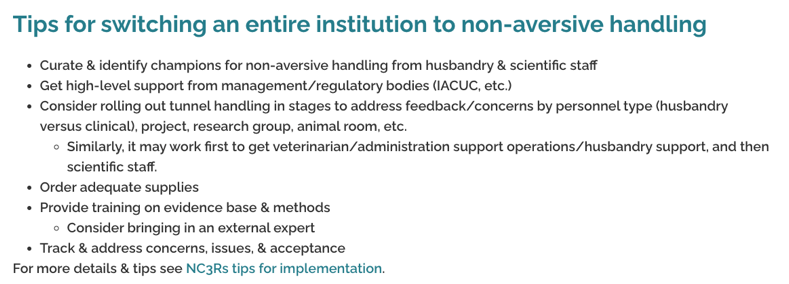 Tips for switching an entire institution to non-aversive handling
• Curate & identify champions for non-aversive handling from husbandry & scientific staff
• Get high-level support from management/regulatory bodies (IACUC, etc.)
• Consider rolling out tunnel handling in stages to address feedback/concerns by personnel type (husbandry
versus clinical), project, research group, animal room, etc.
◦ Similarly, it may work first to get veterinarian/administration support operations/husbandry support, and then
scientific staff.
• Order adequate supplies
• Provide training on evidence base & methods
◦ Consider bringing in an external expert
• Track & address concerns, issues, & acceptance
For more details & tips see NC3Rs tips for implementation.